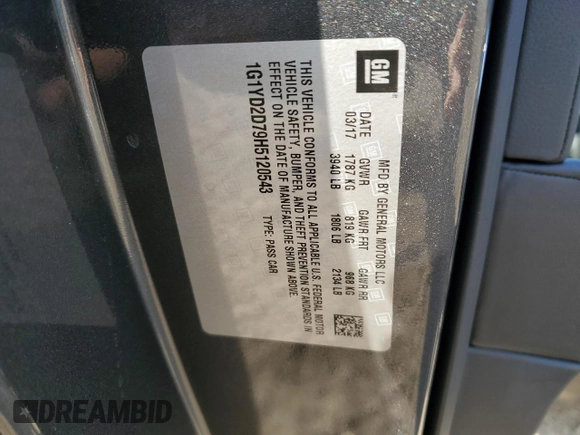 GM
MFD BY GENERAL MOTORS LLC
DATE GVWR GAWR FRT GAWR RR
03/17 1787 KG 819 KG 968 KG
3940 LB 1806 LB 2134 LB
THIS VEHICLE CONFORMS TO ALL APPLICABLE U.S. FEDERAL MOTOR
VEHICLE SAFETY, BUMPER, AND THEFT PREVENTION STANDARDS IN
EFFECT ON THE DATE OF MANUFACTURE SHOWN ABOVE.
1G1YD2D79H5120543 TYPE: PASS CAR
DREAMBID